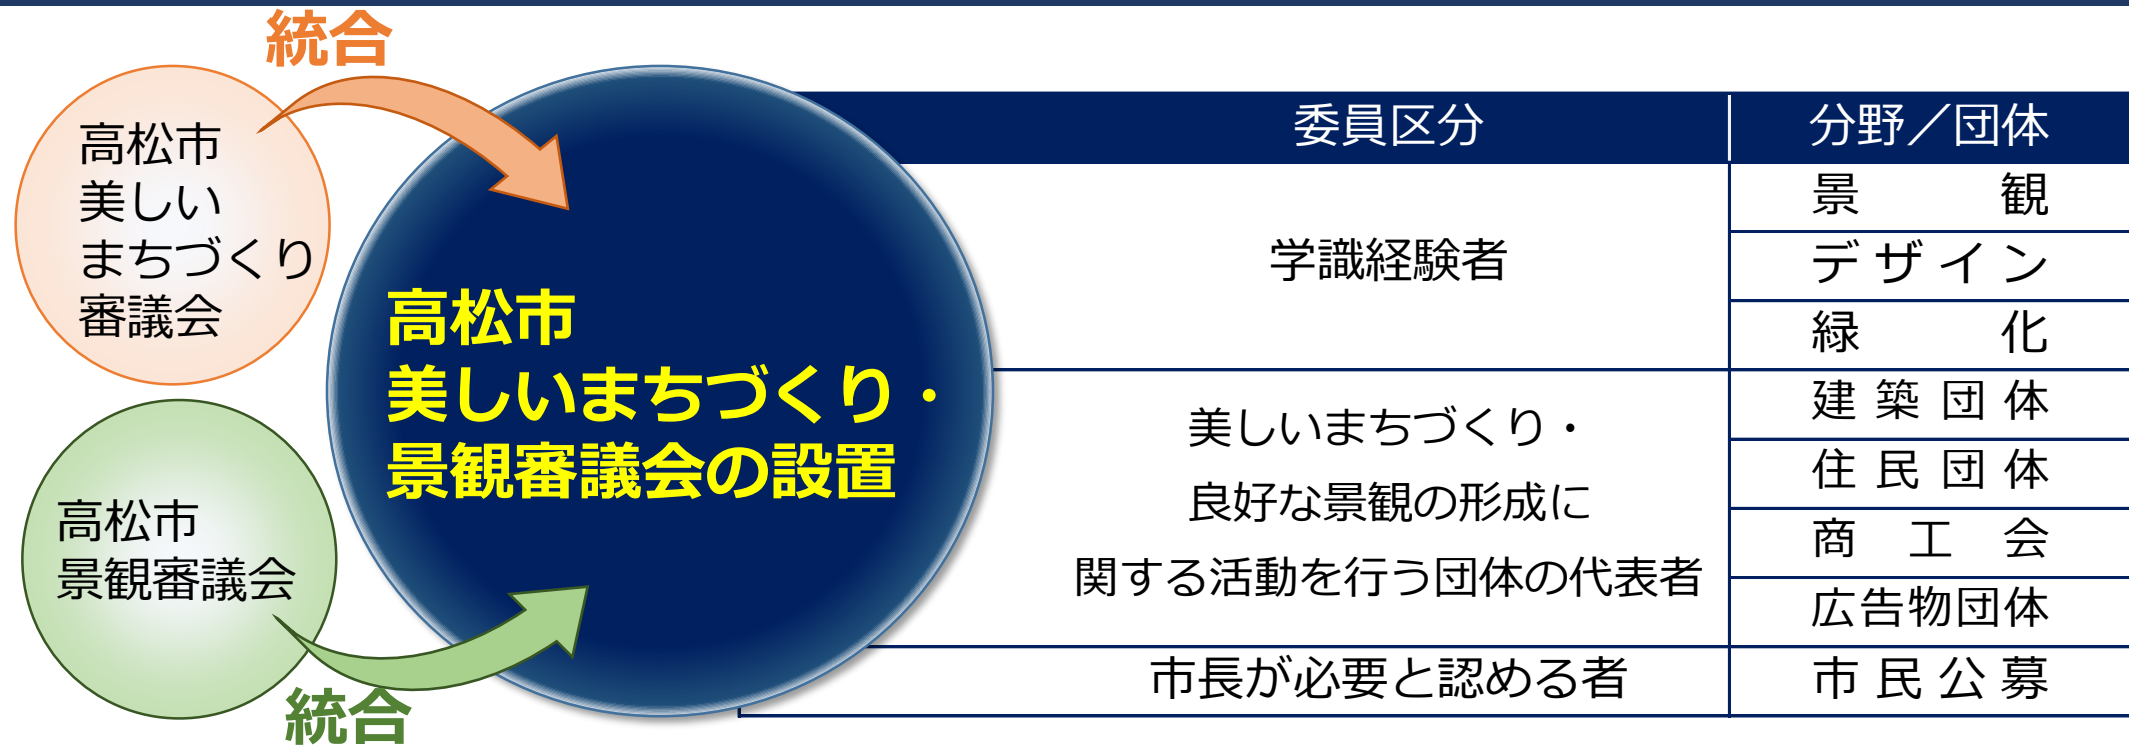 統合
高松市
美しい
まちづくり
審議会
高松市
景観審議会
統合
高松市
美しいまちづくり・
景観審議会の設置
委員区分
分野／団体
学識経験者
景観
デザイン
緑化
美しいまちづくり・
良好な景観の形成に
関する活動を行う団体の代表者
建築団体
住民団体
商工会
広告物団体
市長が必要と認める者
市民公募